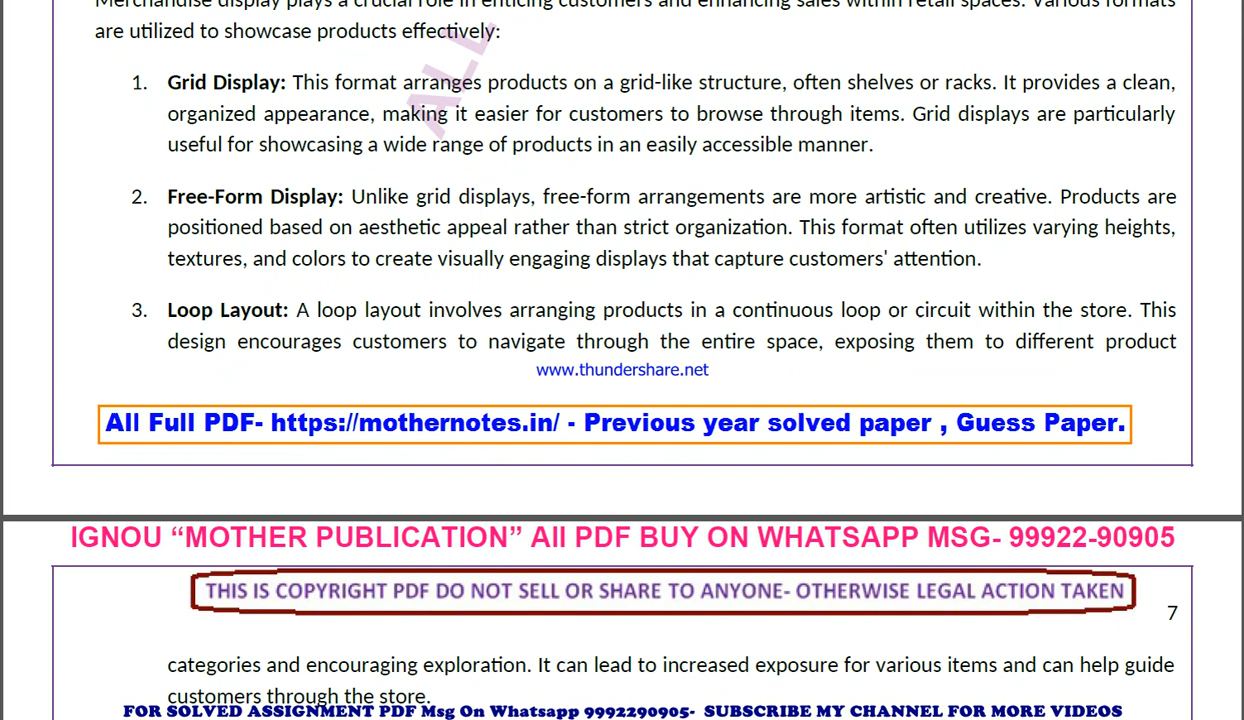 Merchandise display plays a crucial role in enticing customers and enhancing sales within retail spaces. Various formats
are utilized to showcase products effectively:
ALL
1. Grid Display: This format arranges products on a grid-like structure, often shelves or racks. It provides a clean,
organized appearance, making it easier for customers to browse through items. Grid displays are particularly
useful for showcasing a wide range of products in an easily accessible manner.
2. Free-Form Display: Unlike grid displays, free-form arrangements are more artistic and creative. Products are
positioned based on aesthetic appeal rather than strict organization. This format often utilizes varying heights,
textures, and colors to create visually engaging displays that capture customers' attention.
3. Loop Layout: A loop layout involves arranging products in a continuous loop or circuit within the store. This
design encourages customers to navigate through the entire space, exposing them to different product
www.thundershare.net
All Full PDF- https://mothernotes.in/ - Previous year solved paper , Guess Paper.
IGNOU “MOTHER PUBLICATION” All PDF BUY ON WHATSAPP MSG- 99922-90905
THIS IS COPYRIGHT PDF DO NOT SELL OR SHARE TO ANYONE- OTHERWISE LEGAL ACTION TAKEN
7
categories and encouraging exploration. It can lead to increased exposure for various items and can help guide
customers through the store.
FOR SOLVED ASSIGNMENT PDF Msg On Whatsapp 9992290905- SUBSCRIBE MY CHANNEL FOR MORE VIDEOS